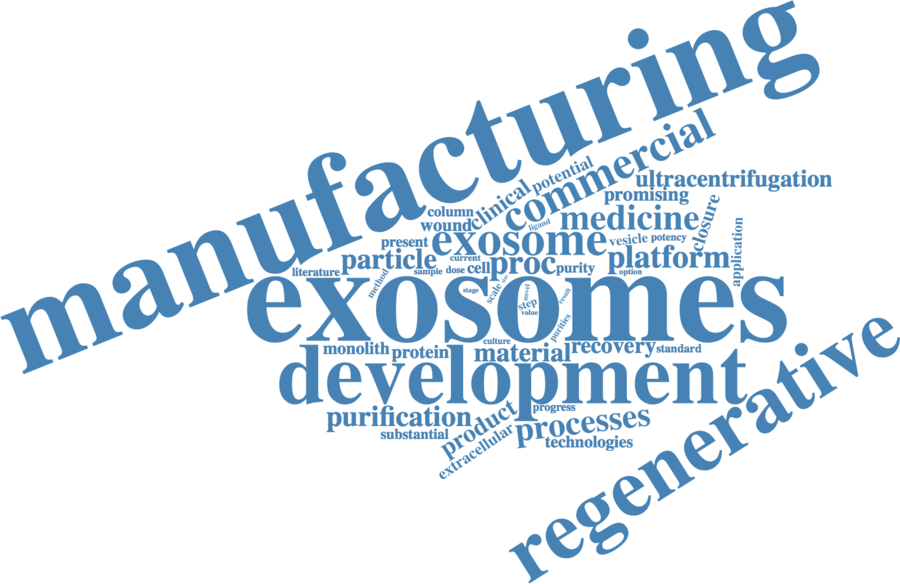 manufacturing
commercial
potential
clinical
ultracentrifugation
promising
column
wound
ligand
medicine
closure
present
exosome
vesicle
potency
application
particle
current
platform
literature
sample
dose
cell
proc
purity
option
method
exosomes
stage
scale
novel
step
value
result
purities
culture
monolith
protein
material
recovery
standard
development
regenerative
purification
product
progress
processes
substantial
extracellular
technologies